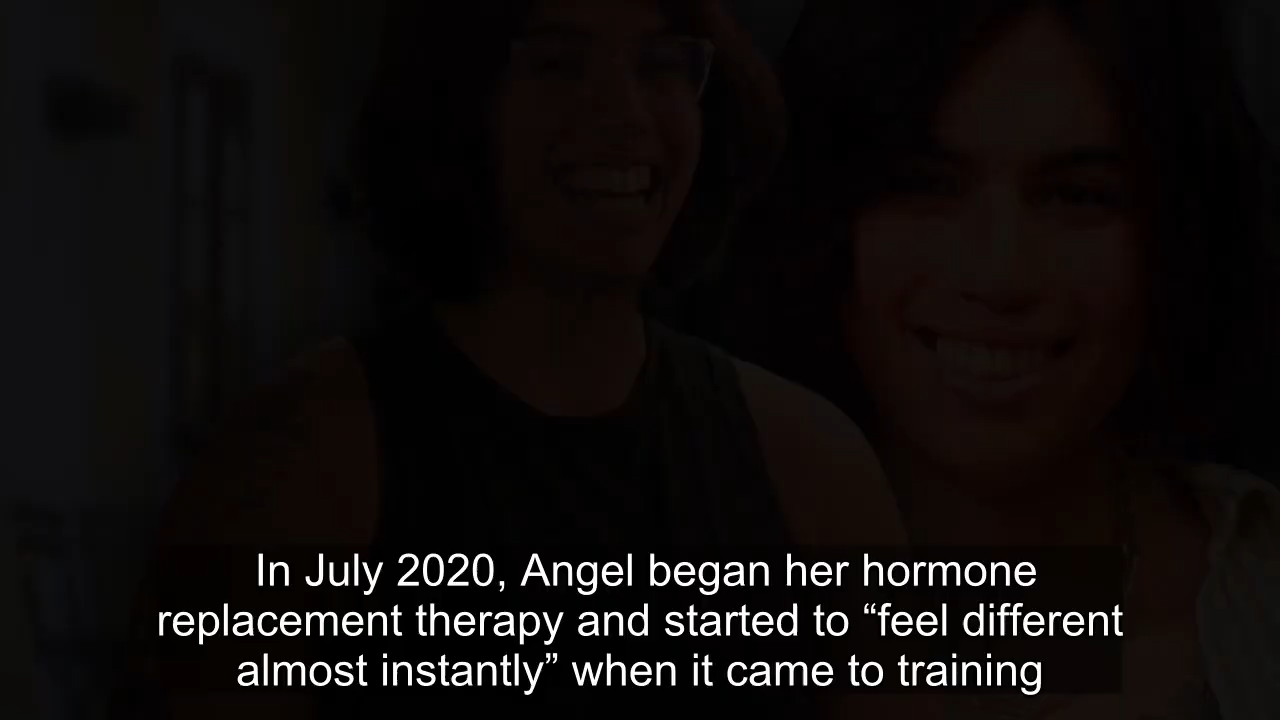 In July 2020, Angel began her hormone
replacement therapy and started to “feel different
almost instantly” when it came to training